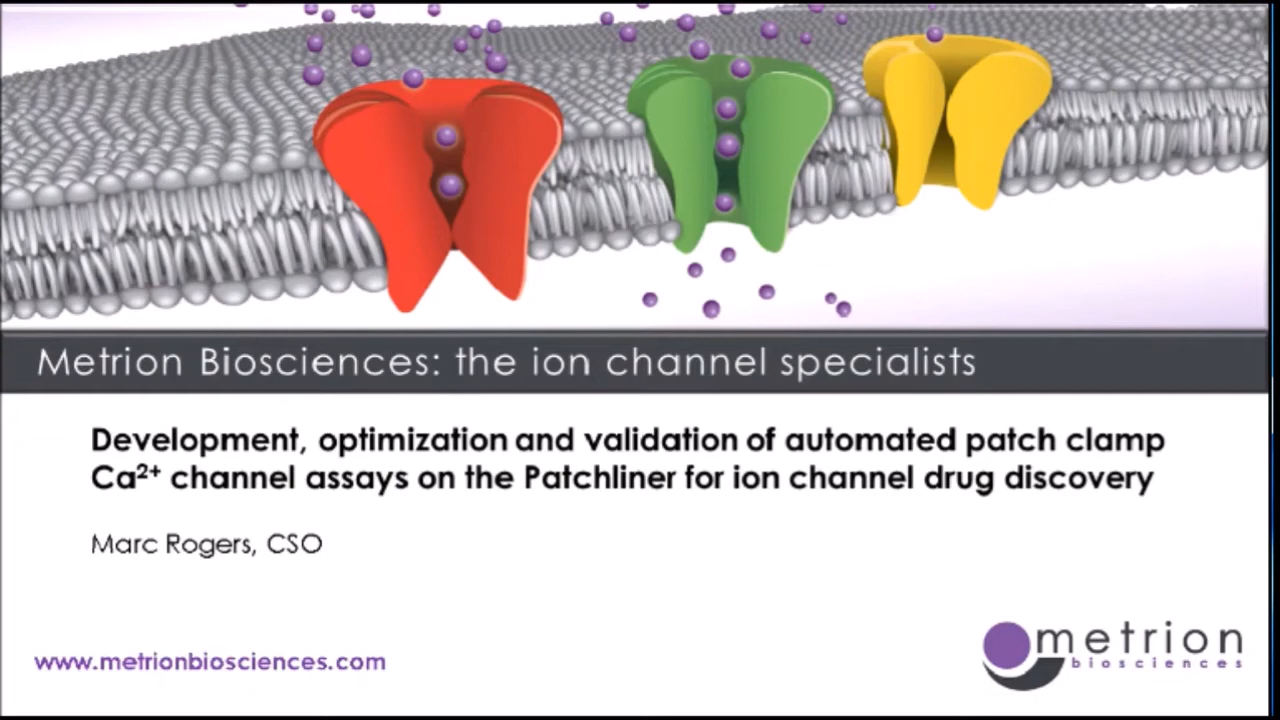 Metrion Biosciences: the ion channel specialists
Development, optimization and validation of automated patch clamp
Ca²⁺ channel assays on the Patchliner for ion channel drug discovery
Marc Rogers, CSO
www.metrionbiosciences.com
metrion
biosciences